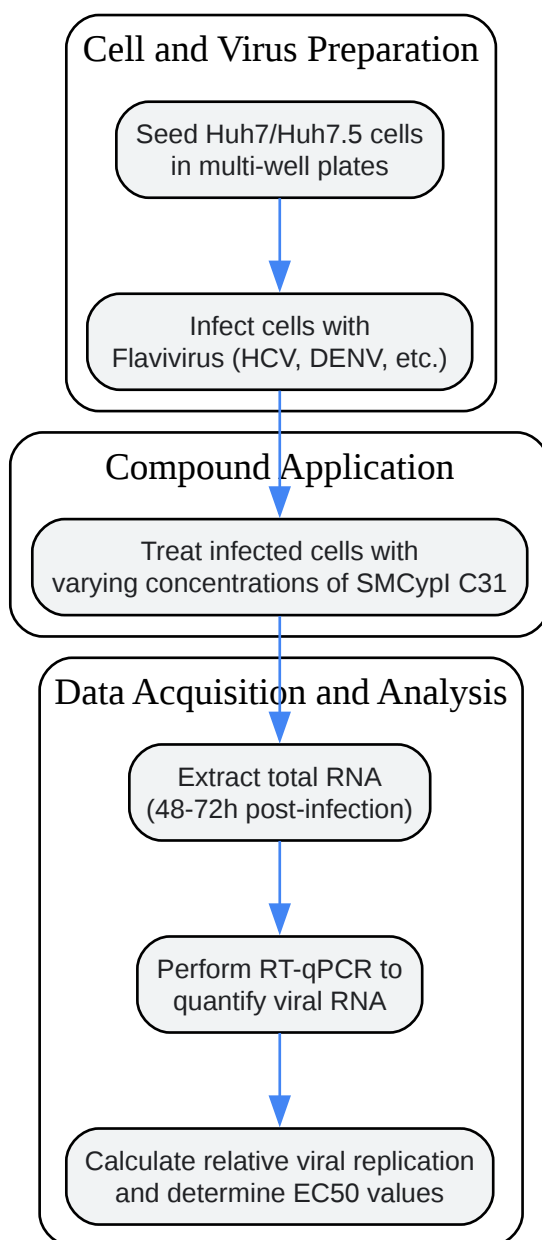 Cell and Virus Preparation
Seed Huh7/Huh7.5 cells
in multi-well plates
Infect cells with
Flavivirus (HCV, DENV, etc.)
Compound Application
Treat infected cells with
varying concentrations of SMCypI C31
Data Acquisition and Analysis
Extract total RNA
(48-72h post-infection)
Perform RT-qPCR to
quantify viral RNA
Calculate relative viral replication
and determine EC50 values